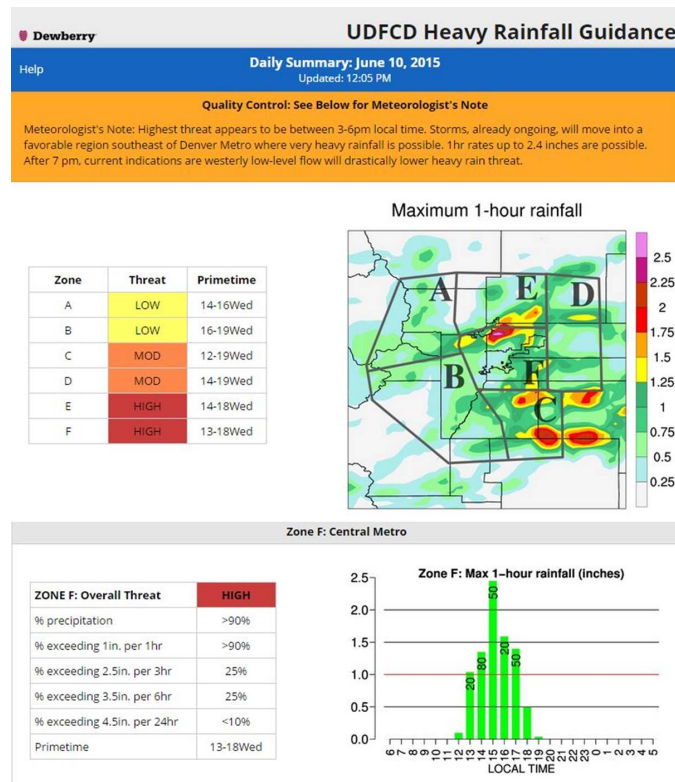 Dewberry
UDFCD Heavy Rainfall Guidance
Help
Daily Summary: June 10, 2015
Updated: 12:05 PM
Quality Control: See Below for Meteorologist's Note
Meteorologist's Note: Highest threat appears to be between 3-6pm local time. Storms, already ongoing, will move into a
favorable region southeast of Denver Metro where very heavy rainfall is possible. 1hr rates up to 2.4 inches are possible.
After 7 pm, current indications are westerly low-level flow will drastically lower heavy rain threat.
Maximum 1-hour rainfall
Zone Threat Primetime
A LOW 14-16Wed
B LOW 16-19Wed
C MOD 12-19Wed
D MOD 14-19Wed
E HIGH 14-18Wed
F HIGH 13-18Wed
A E D
B F
C
2.5
2.25
2
1.75
1.5
1.25
1
0.75
0.5
0.25
Zone F: Central Metro
ZONE F: Overall Threat HIGH
% precipitation >90%
% exceeding 1in. per 1hr >90%
% exceeding 2.5in. per 3hr 25%
% exceeding 3.5in. per 6hr 25%
% exceeding 4.5in. per 24hr <10%
Primetime 13-18Wed
Zone F: Max 1-hour rainfall (inches)
2.5
2.0
1.5
1.0
0.5
0.0
20 80 50 20 50
6 7 8 9 10 11 12 13 14 15 16 17 18 19 20 21 22 23 0 1 2 3 4 5
LOCAL TIME